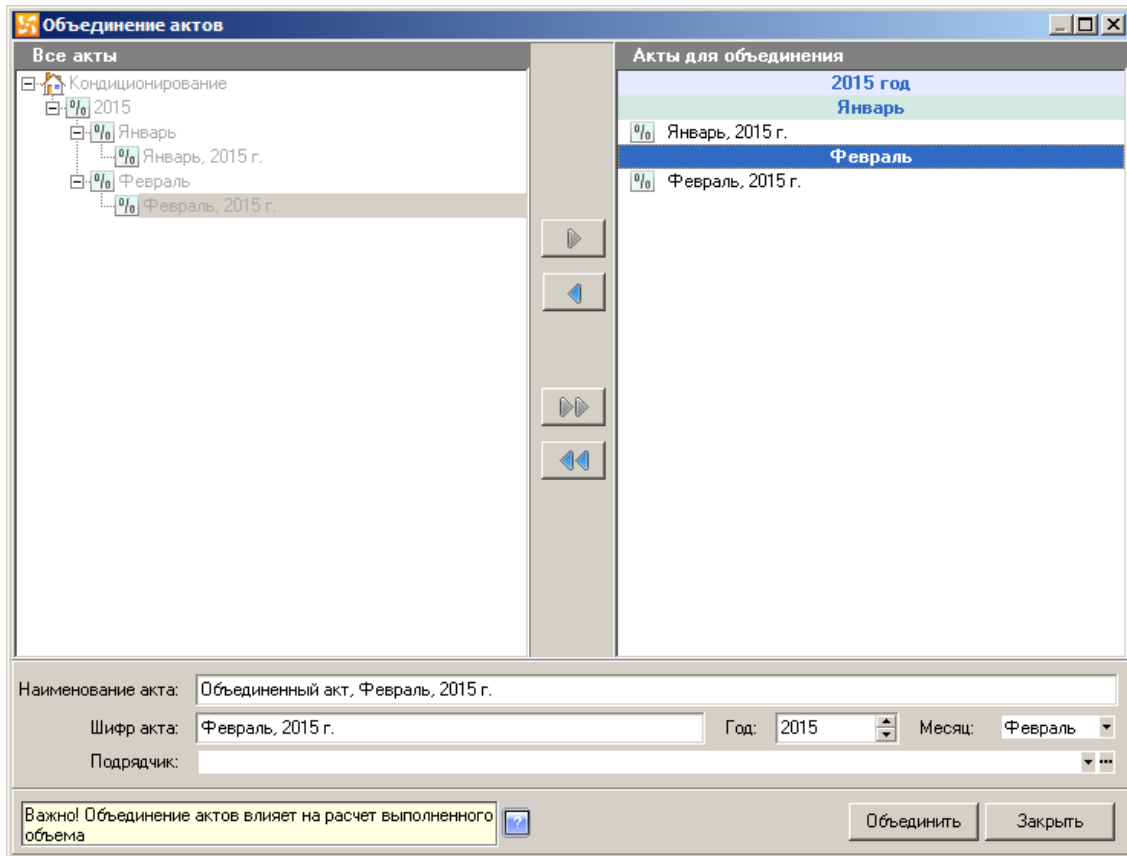 Объединение актов
Все акты
Кондиционирование
% 2015
% Январь
% Январь, 2015 г.
% Февраль
% Февраль, 2015 г.
Акты для объединения
2015 год
Январь
% Январь, 2015 г.
Февраль
% Февраль, 2015 г.
Наименование акта: Объединенный акт, Февраль, 2015 г.
Шифр акта: Февраль, 2015 г. Год: 2015 Месяц: Февраль
Подрядчик:
Важно! Объединение актов влияет на расчет выполненного
объема
? Объединить Закрыть